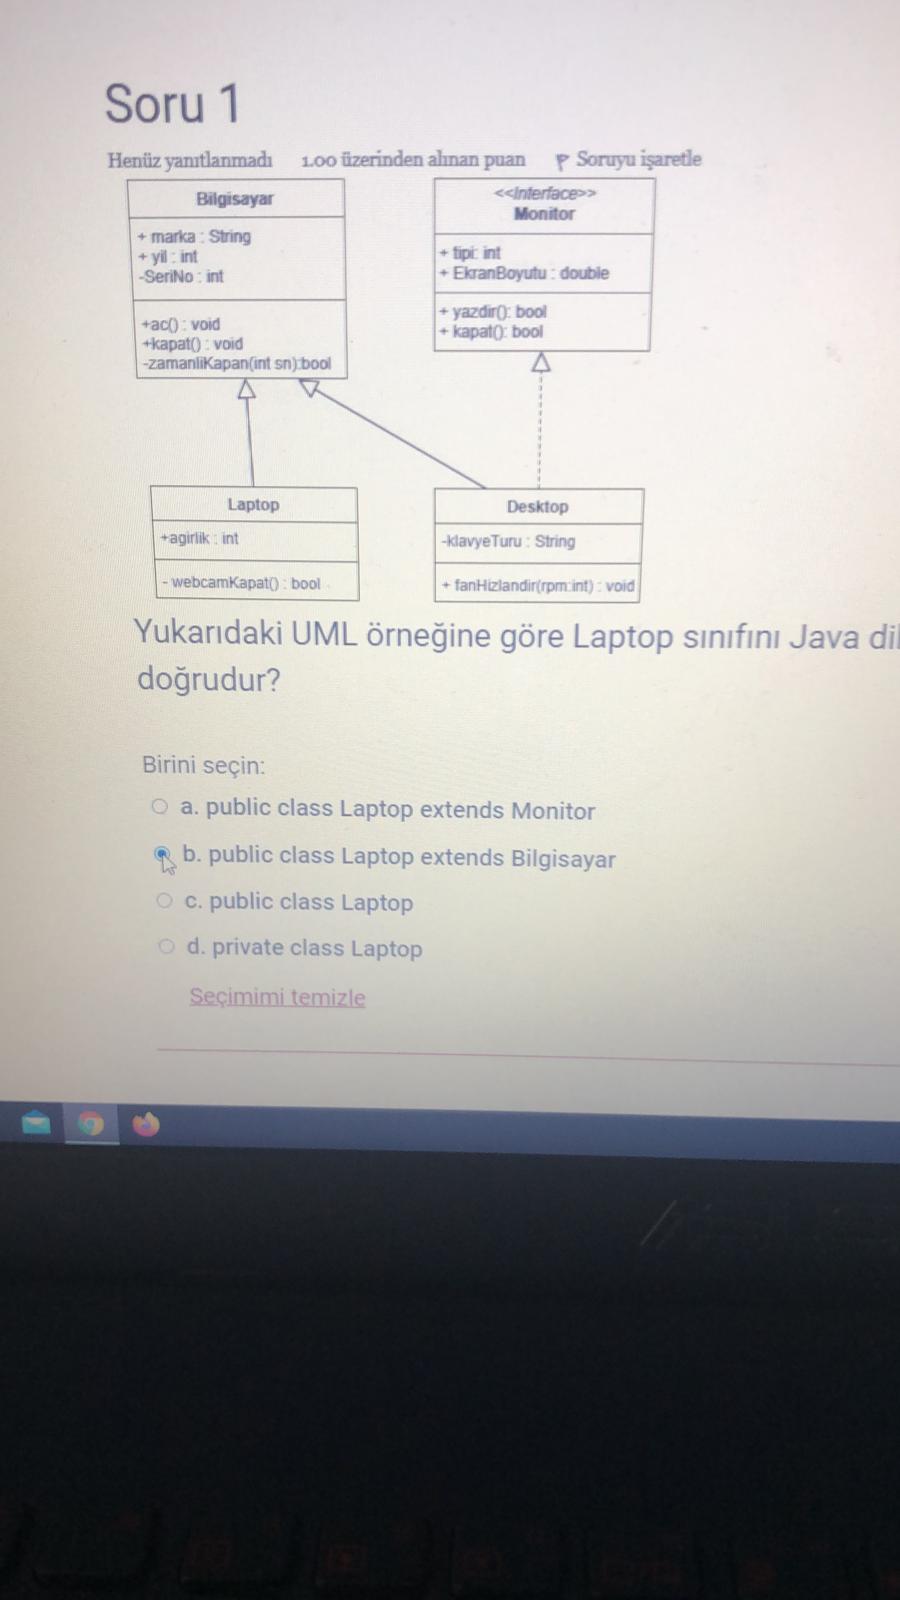 Soru 1
Henüz yanıtlanmadı 1.00 üzerinden alınan puan Soruyu işaretle
Bilgisayar
+ marka : String
+ yil : int
-SeriNo : int
+ac() : void
+kapat() : void
-zamanliKapan(int sn):bool
<<Interface>>
Monitor
+ tipi: int
+ EkranBoyutu : double
+ yazdir(): bool
+ kapat(): bool
Laptop
+agirlik : int
- webcamKapat() : bool
Desktop
-klavyeTuru : String
+ fanHizlandir(rpm:int) : void
Yukarıdaki UML örneğine göre Laptop sınıfını Java
doğrudur?
Birini seçin:
a. public class Laptop extends Monitor
b. public class Laptop extends Bilgisayar
c. public class Laptop
d. private class Laptop
Seçimimi temizle